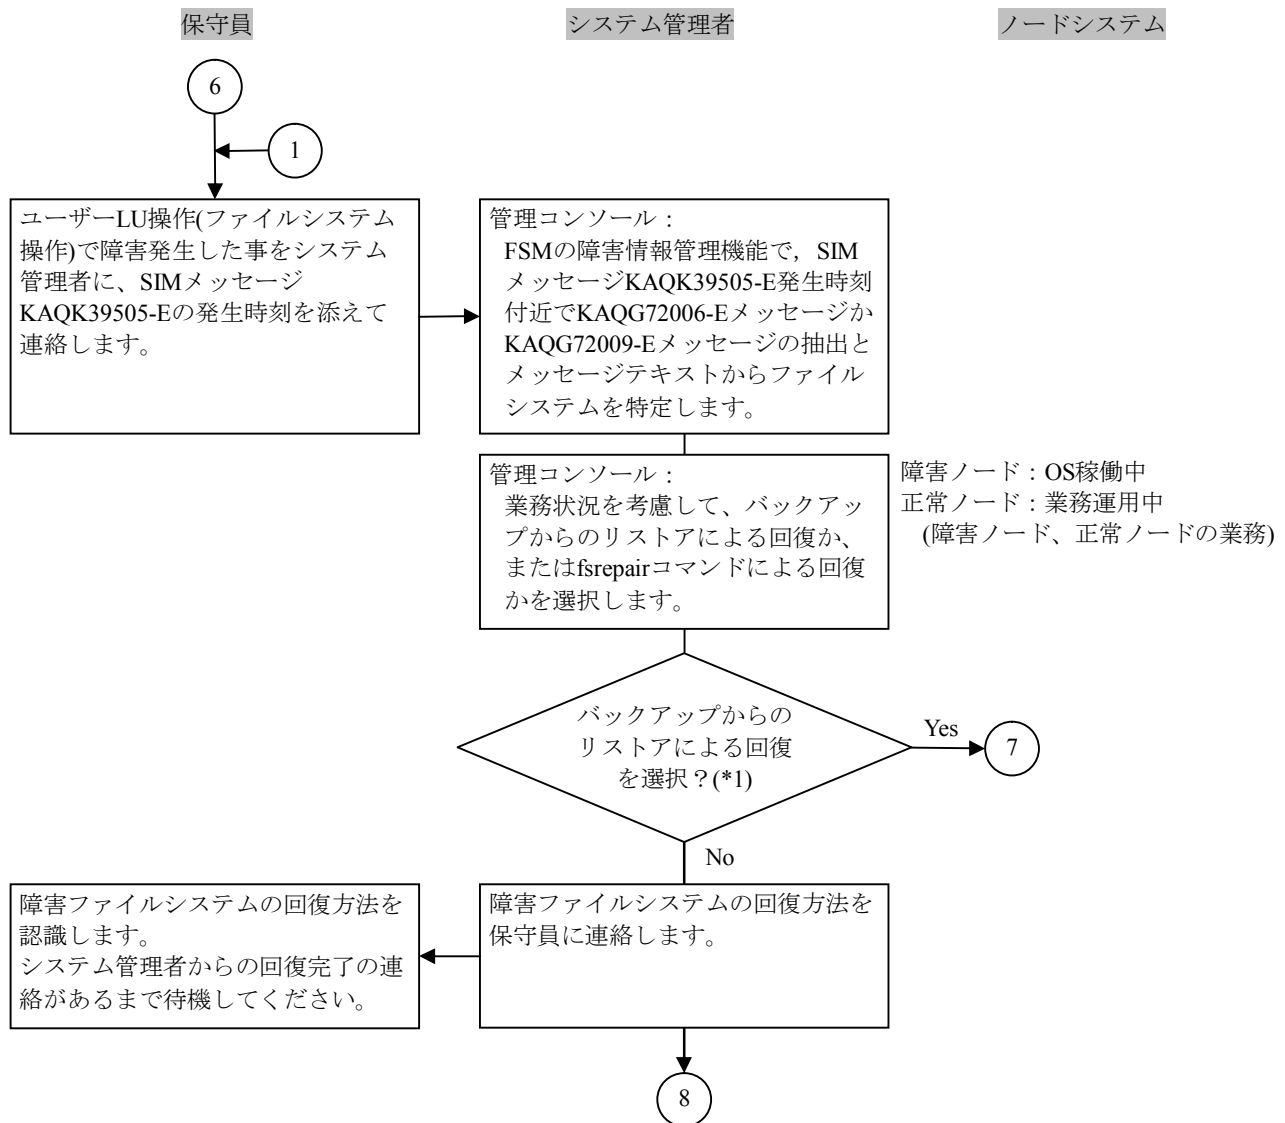 保守員
システム管理者
ノードシステム
6
1
ユーザーLU操作(ファイルシステム
操作)で障害発生した事をシステム
管理者に、SIMメッセージ
KAQK39505-Eの発生時刻を添えて
連絡します。
管理コンソール：
FSMの障害情報管理機能で，SIM
メッセージKAQK39505-E発生時刻
付近でKAQG72006-Eメッセージか
KAQG72009-Eメッセージの抽出と
メッセージテキストからファイル
システムを特定します。
管理コンソール：
業務状況を考慮して、バックアッ
プからのリストアによる回復か、
またはfsrepairコマンドによる回復
かを選択します。
障害ノード：OS稼働中
正常ノード：業務運用中
(障害ノード、正常ノードの業務)
バックアップからの
リストアによる回復
を選択？(*1)
Yes
7
No
障害ファイルシステムの回復方法を
認識します。
システム管理者からの回復完了の連
絡があるまで待機してください。
障害ファイルシステムの回復方法を
保守員に連絡します。
8